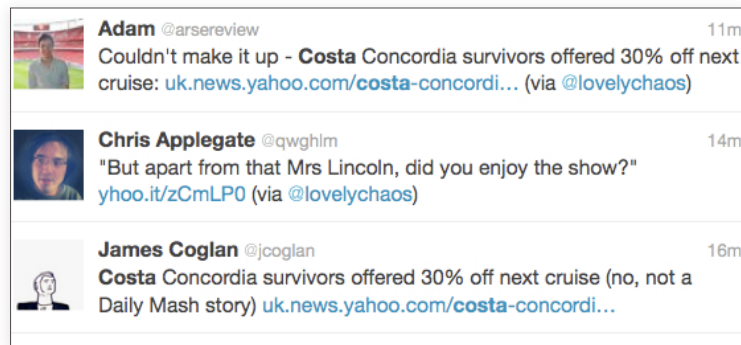 Adam @arsereview 11m
Couldn't make it up - Costa Concordia survivors offered 30% off next
cruise: uk.news.yahoo.com/costa-concordi… (via @lovelychaos)
Chris Applegate @qwghlm 14m
"But apart from that Mrs Lincoln, did you enjoy the show?"
yhoo.it/zCmLP0 (via @lovelychaos)
James Coglan @jcoglan 16m
Costa Concordia survivors offered 30% off next cruise (no, not a
Daily Mash story) uk.news.yahoo.com/costa-concordi…